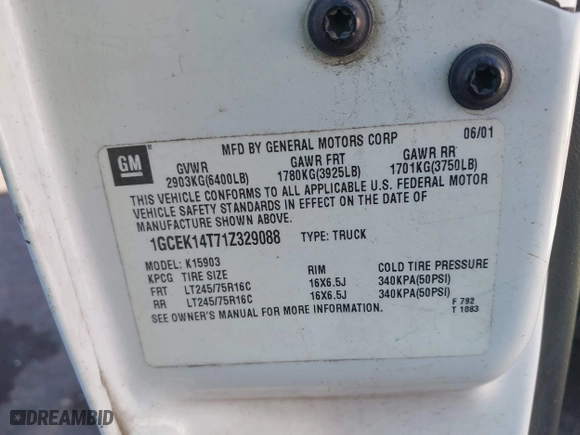 MFD BY GENERAL MOTORS CORP 06/01
GM
GVWR GAWR FRT GAWR RR
2903KG(6400LB) 1780KG(3925LB) 1701KG(3750LB)
THIS VEHICLE CONFORMS TO ALL APPLICABLE U.S. FEDERAL MOTOR
VEHICLE SAFETY STANDARDS IN EFFECT ON THE DATE OF
MANUFACTURE SHOWN ABOVE.
1GCEK14T71Z329088 TYPE: TRUCK
MODEL: K15903
KPCG TIRE SIZE RIM COLD TIRE PRESSURE
FRT LT245/75R16C 16X6.5J 340KPA(50PSI)
RR LT245/75R16C 16X6.5J 340KPA(50PSI)
SEE OWNER'S MANUAL FOR MORE INFORMATION.
F 792
T 1083
DREAMBID